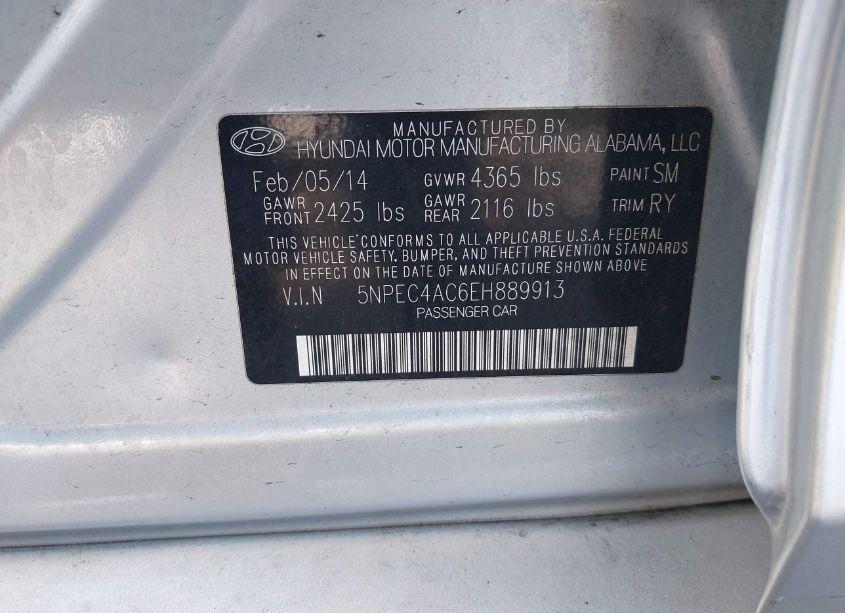 MANUFACTURED BY
HYUNDAI MOTOR MANUFACTURING ALABAMA, LLC
Feb/05/14 GVWR 4365 lbs PAINT SM
GAWR FRONT 2425 lbs GAWR REAR 2116 lbs TRIM RY
THIS VEHICLE CONFORMS TO ALL APPLICABLE U.S.A. FEDERAL
MOTOR VEHICLE SAFETY, BUMPER, AND THEFT PREVENTION STANDARDS
IN EFFECT ON THE DATE OF MANUFACTURE SHOWN ABOVE
V.I.N 5NPEC4AC6EH889913
PASSENGER CAR